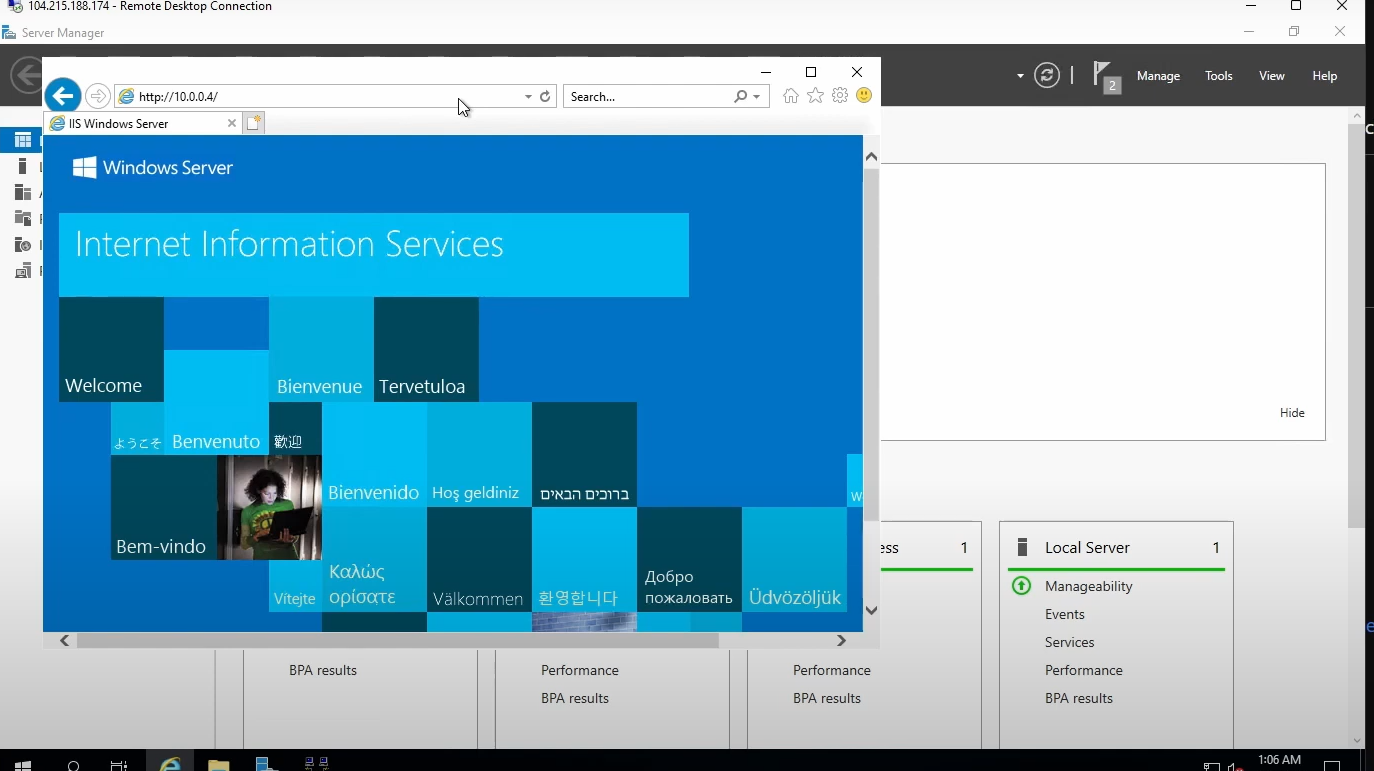 104.215.188.174 - Remote Desktop Connection
Server Manager
2
Manage
Tools
View
Help
http://10.0.0.4/
Search...
IIS Windows Server
Windows Server
Internet Information Services
Welcome
Bienvenue
Tervetuloa
ようこそ
Benvenuto
歡迎
Bienvenido
Hoş geldiniz
ברוכים הבאים
Bem-vindo
Vítejte
Καλώς
ορίσατε
Välkommen
환영합니다
Добро
пожаловать
Üdvözöljük
Hide
1
Local Server
1
Manageability
Events
Services
Performance
BPA results
BPA results
Performance
BPA results
Performance
BPA results
1:06 AM